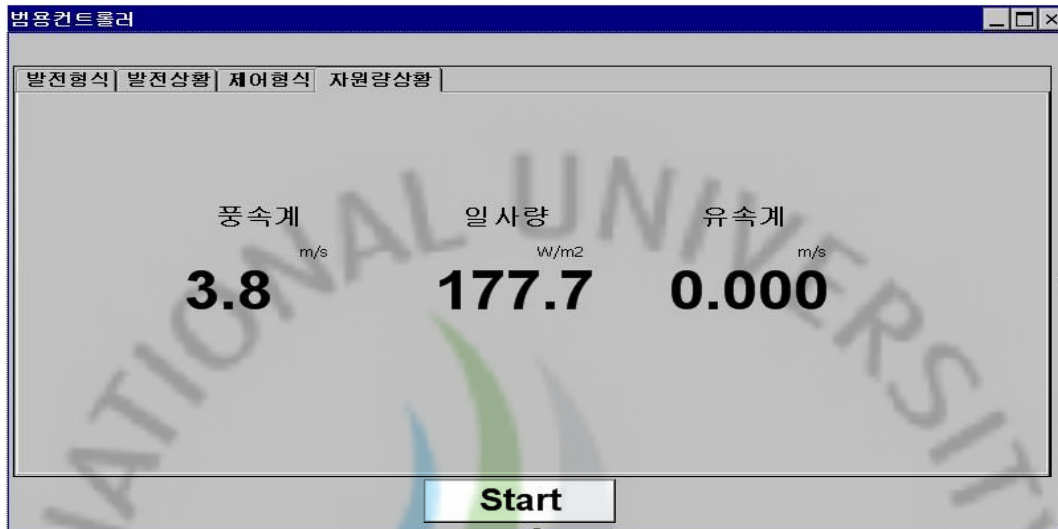 범용컨트롤러
발전형식 발전상황 제어형식 자원량상황
풍속계 일사량 유속계
m/s W/m2 m/s
3.8 177.7 0.000
Start
NATIONAL UNIVERSITY